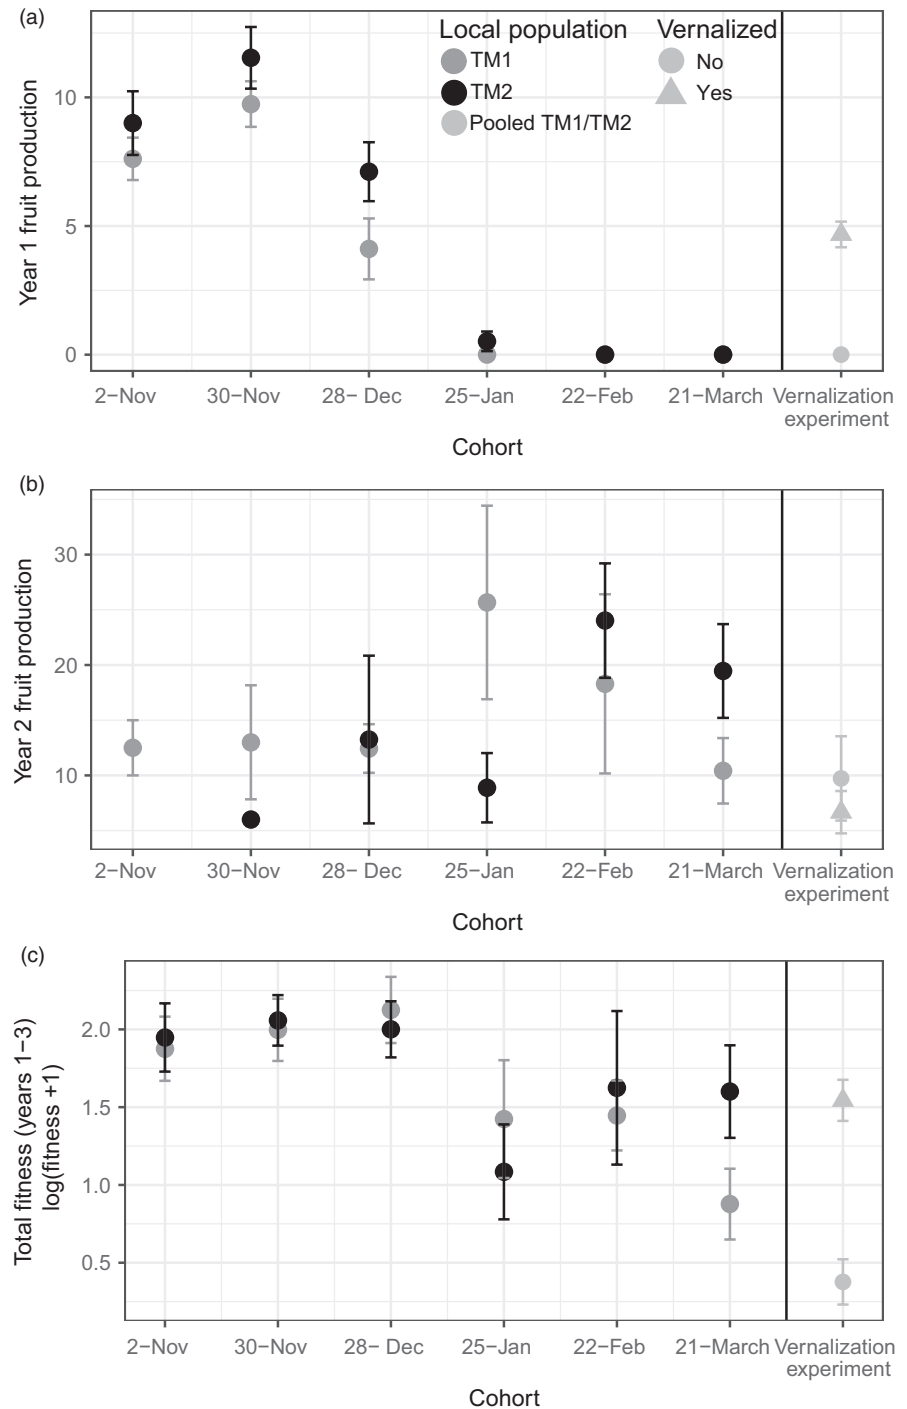 (a)
Local population
TM1
TM2
Pooled TM1/TM2
Vernalized
No
Yes
Year 1 fruit production
10
5
0
2−Nov 30−Nov 28− Dec 25−Jan 22−Feb 21−March Vernalization
experiment
Cohort
(b)
Year 2 fruit production
30
20
10
2−Nov 30−Nov 28− Dec 25−Jan 22−Feb 21−March Vernalization
experiment
Cohort
(c)
Total fitness (years 1−3)
log(fitness +1)
2.0
1.5
1.0
0.5
2−Nov 30−Nov 28− Dec 25−Jan 22−Feb 21−March Vernalization
experiment
Cohort